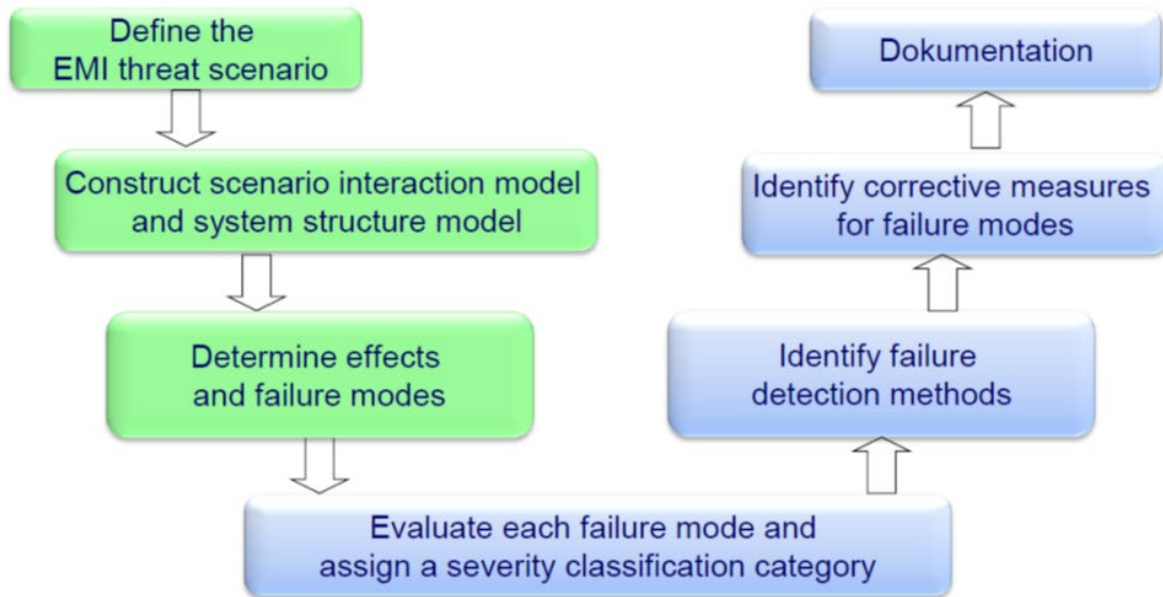 Define the
EMI threat scenario
Construct scenario interaction model
and system structure model
Determine effects
and failure modes
Evaluate each failure mode and
assign a severity classification category
Identify failure
detection methods
Identify corrective measures
for failure modes
Dokumentation